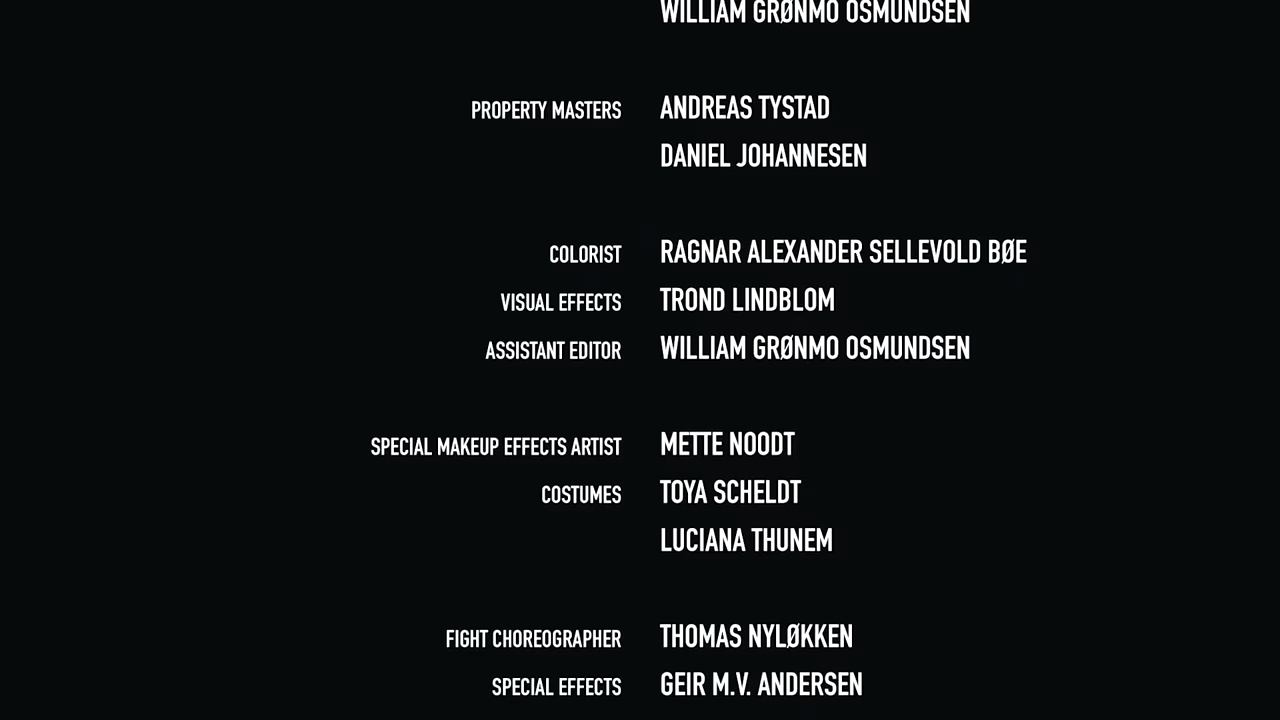 WILLIAM GRØNMO OSMUNDSEN
PROPERTY MASTERS ANDREAS TYSTAD
DANIEL JOHANNESEN
COLORIST RAGNAR ALEXANDER SELLEVOLD BØE
VISUAL EFFECTS TROND LINDBLOM
ASSISTANT EDITOR WILLIAM GRØNMO OSMUNDSEN
SPECIAL MAKEUP EFFECTS ARTIST METTE NOODT
COSTUMES TOYA SCHELDT
LUCIANA THUNEM
FIGHT CHOREOGRAPHER THOMAS NYLØKKEN
SPECIAL EFFECTS GEIR M.V. ANDERSEN